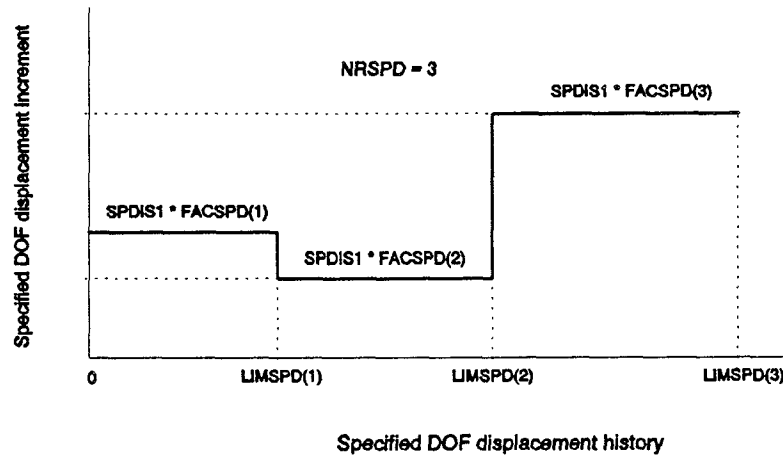 Specified DOF displacement increment
NRSPD = 3
SPDIS1 * FACSPD(3)
SPDIS1 * FACSPD(1)
SPDIS1 * FACSPD(2)
0
LIMSPD(1)
LIMSPD(2)
LIMSPD(3)
Specified DOF displacement history